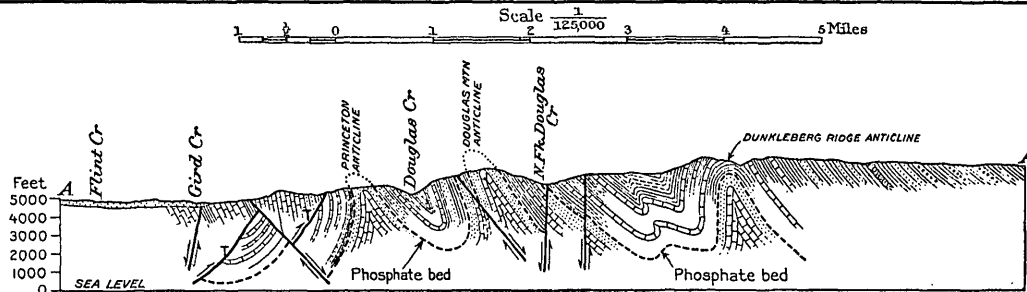 Scale 1/125,000
1 ½ 0 1 2 3 4 5 Miles
Flint Cr
Gird Cr
PRINCETON
ANTICLINE
Douglas Cr
DOUGLAS MTN
ANTICLINE
N.Fk.Douglas
Cr
DUNKLEBERG RIDGE ANTICLINE
Feet
A
5000
4000
3000
2000
1000
0
SEA LEVEL
T
T
Phosphate bed
Phosphate bed